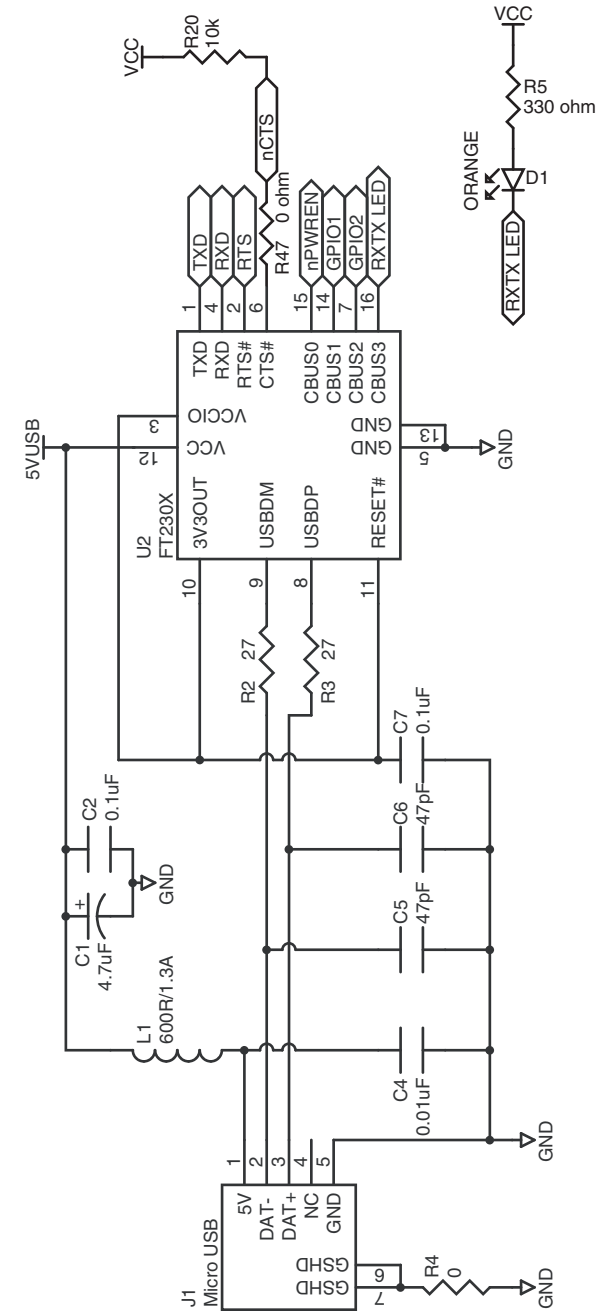 VCC
R20
10k
nCTS
R47
0 ohm
TXD
RXD
RTS
nPWREN
GPIO1
GPIO2
RXTX LED
1
4
2
6
15
14
7
16
VCC
R5
330 ohm
ORANGE
D1
RXTX LED
5VUSB
3
12
VCCIO
VCC
TXD
RXD
RTS#
CTS#
CBUS0
CBUS1
CBUS2
CBUS3
GND
GND
13
5
GND
U2
FT230X
3V3OUT
USBDM
USBDP
RESET#
10
9
8
11
R2
27
R3
27
C7
0.1uF
C6
47pF
C5
47pF
C4
0.01uF
C2
0.1uF
C1
+
4.7uF
GND
L1
600R/1.3A
1
2
3
4
5
5V
DAT-
DAT+
NC
GND
J1
Micro USB
GSHD
GSHD
6
7
R4
0
GND
GND